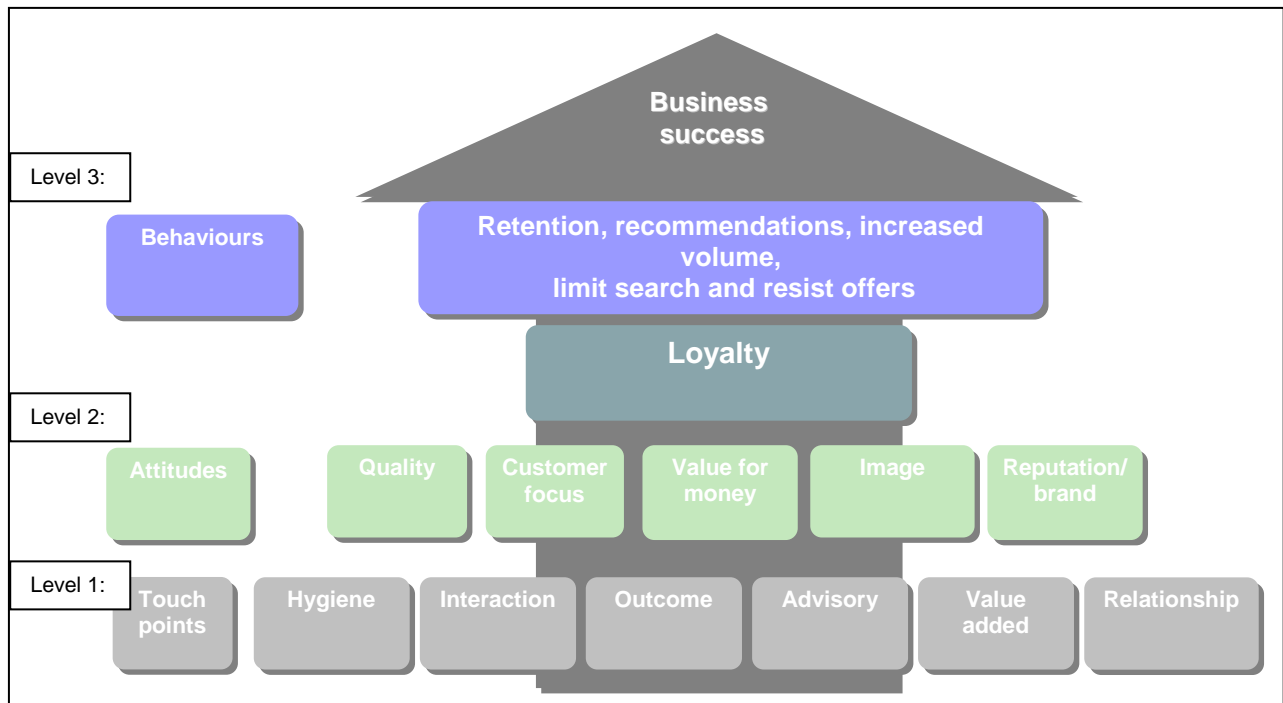 Business
success
Level 3:
Behaviours
Retention, recommendations, increased
volume,
limit search and resist offers
Loyalty
Level 2:
Attitudes
Quality
Customer
focus
Value for
money
Image
Reputation/
brand
Level 1:
Touch
points
Hygiene
Interaction
Outcome
Advisory
Value
added
Relationship